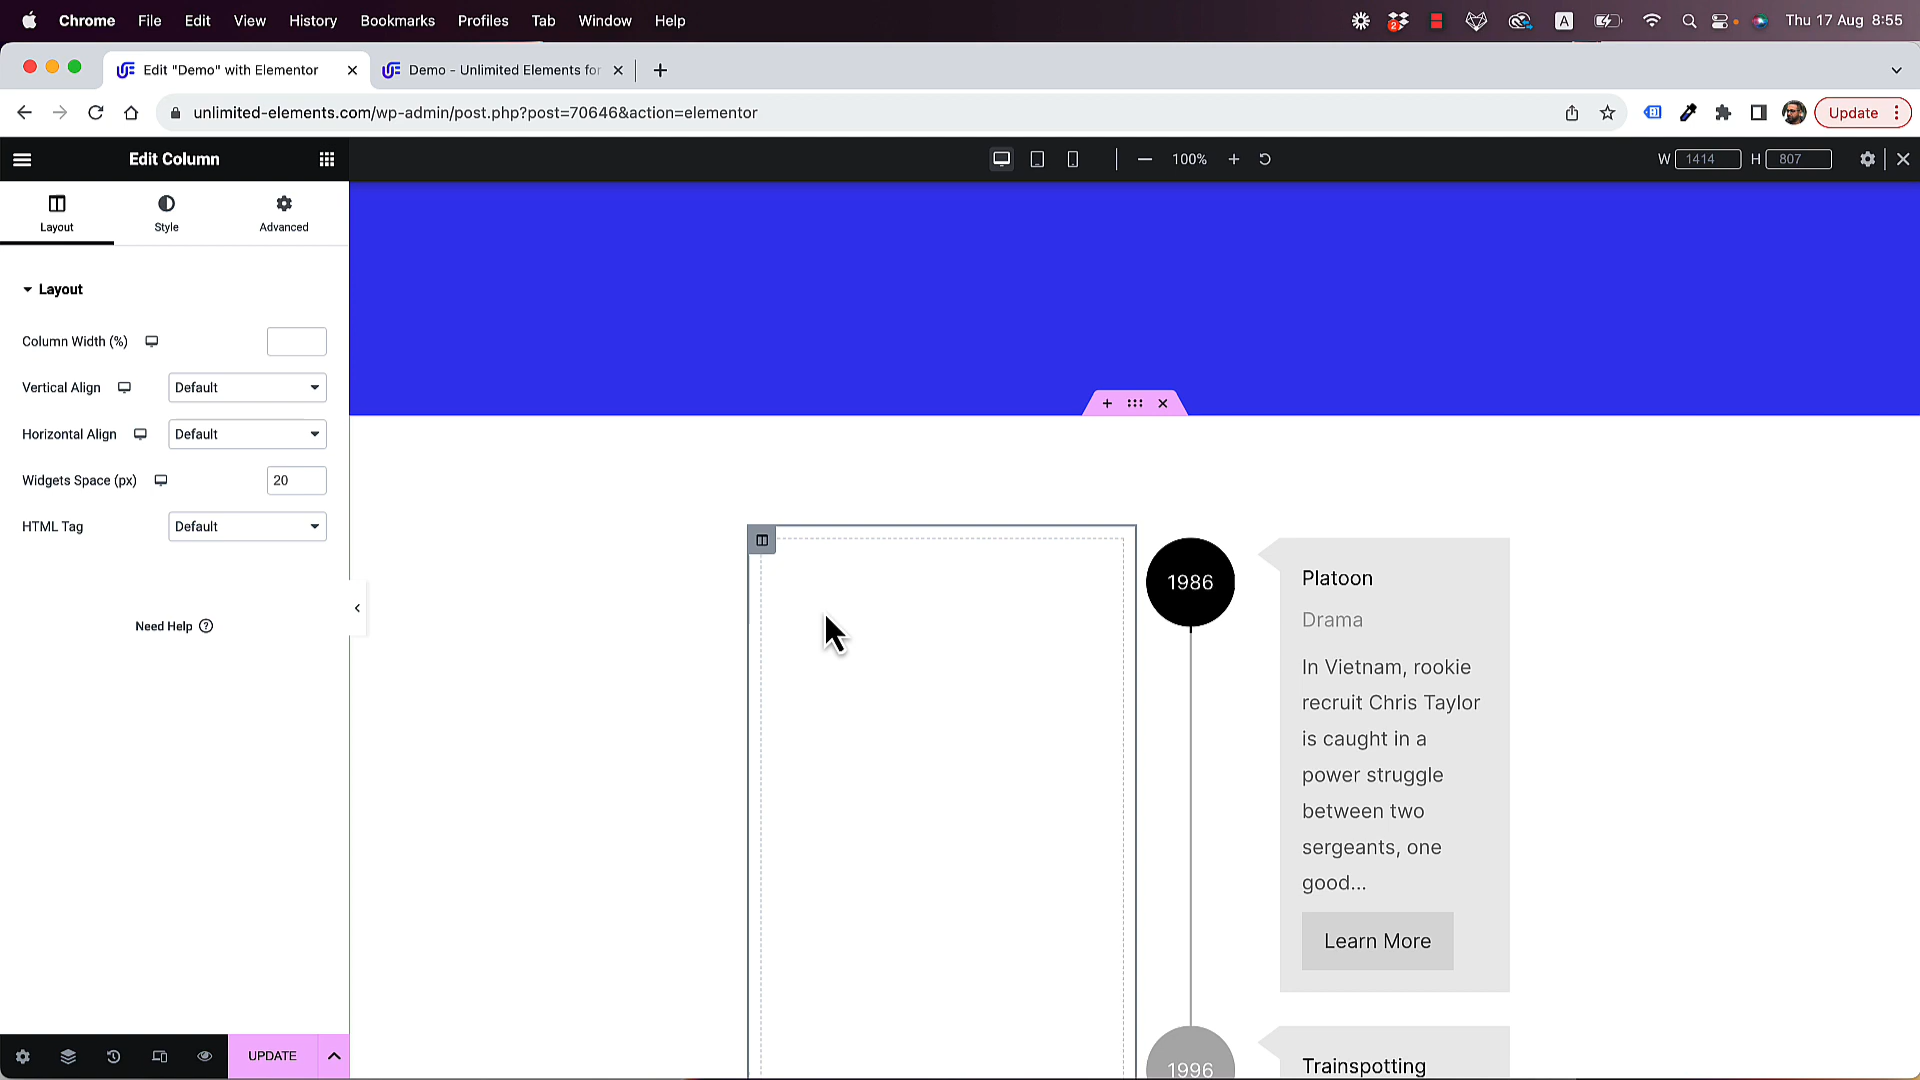 Chrome File Edit View History Bookmarks Profiles Tab Window Help 2 A Thu 17 Aug 8:55
Edit "Demo" with Elementor Demo - Unlimited Elements for
unlimited-elements.com/wp-admin/post.php?post=70646&action=elementor Update
Edit Column 100% W 1414 H 807
Layout Style Advanced
Layout
Column Width (%)
Vertical Align Default
Horizontal Align Default
Widgets Space (px) 20
HTML Tag Default
Need Help ?
UPDATE
1986
Platoon
Drama
In Vietnam, rookie
recruit Chris Taylor
is caught in a
power struggle
between two
sergeants, one
good...
Learn More
1996
Trainspotting